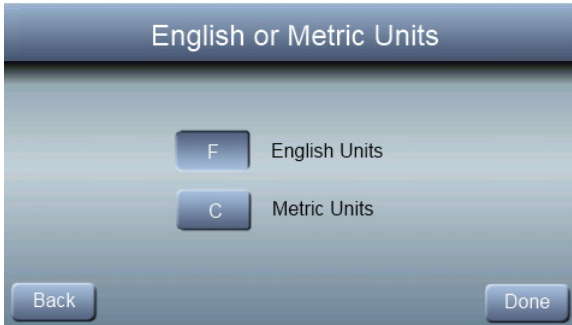 English or Metric Units
F English Units
C Metric Units
Back Done